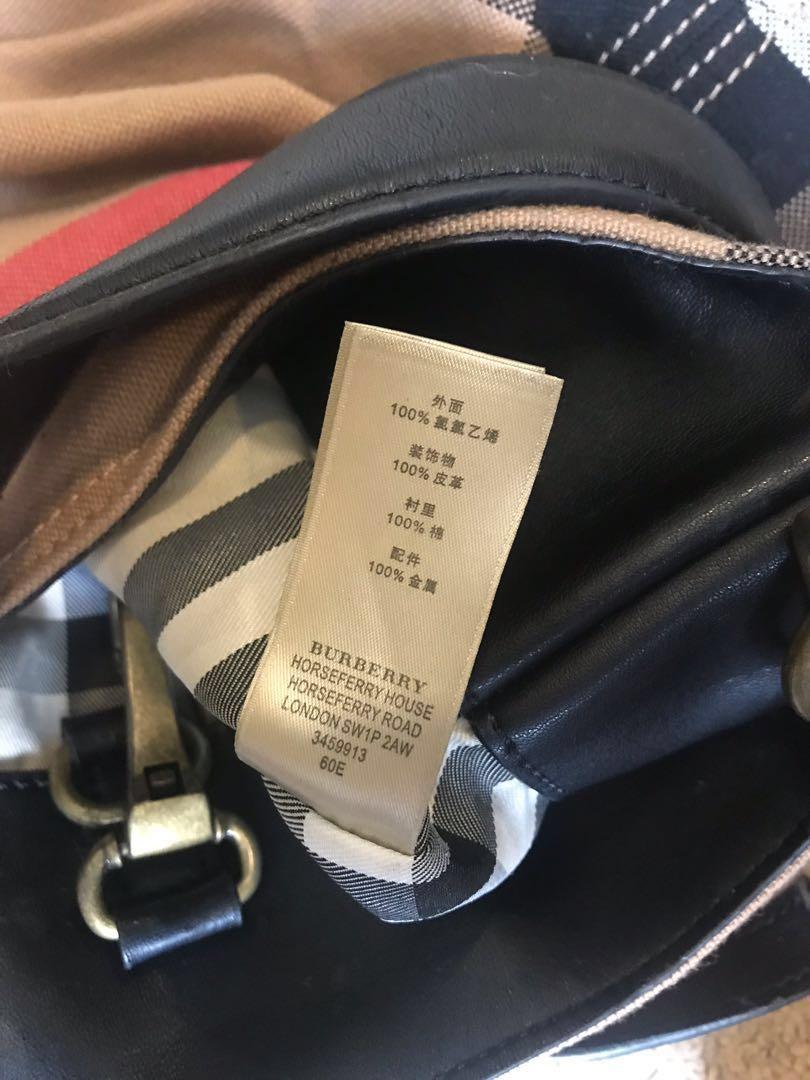 外面
100% 氯氯乙烯
装饰物
100% 皮革
衬里
100% 棉
配件
100% 金属
BURBERRY
HORSEFERRY HOUSE
HORSEFERRY ROAD
LONDON SW1P 2AW
3459913
60E